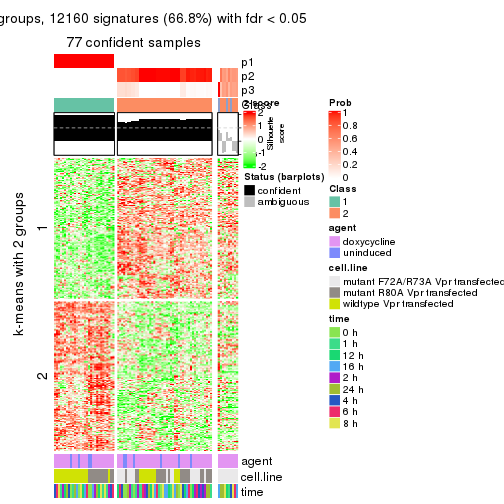 groups, 12160 signatures (66.8%) with fdr < 0.05
77 confident samples
p1
p2
p3
Class
z-score
2
1
0
-1
-2
Silhouette
score
Status (barplots)
confident
ambiguous
Prob
1
0.8
0.6
0.4
0.2
0
Class
1
2
agent
doxycycline
uninduced
cell.line
mutant F72A/R73A Vpr transfected
mutant R80A Vpr transfected
wildtype Vpr transfected
time
0 h
1 h
12 h
16 h
2 h
24 h
4 h
6 h
8 h
k-means with 2 groups
1
2
agent
cell.line
time